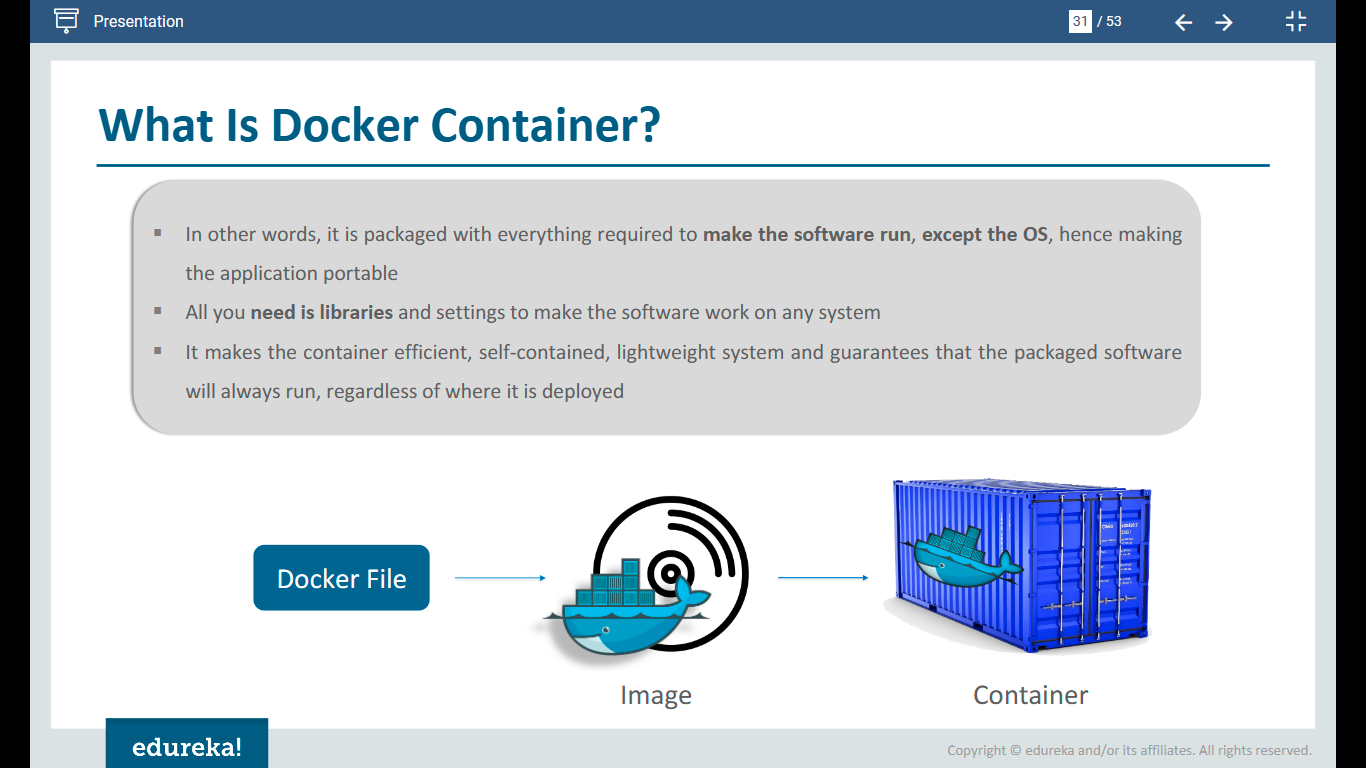 Presentation
31 / 53
What Is Docker Container?
▪ In other words, it is packaged with everything required to make the software run, except the OS, hence making
the application portable
▪ All you need is libraries and settings to make the software work on any system
▪ It makes the container efficient, self-contained, lightweight system and guarantees that the packaged software
will always run, regardless of where it is deployed
Docker File
Image
Container
edureka!
Copyright © edureka and/or its affiliates. All rights reserved.